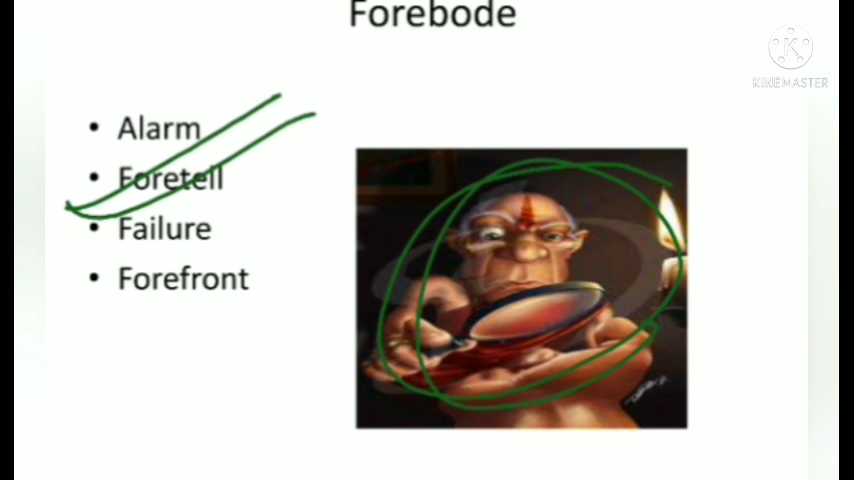 Forebode
K
KINEMASTER
• Alarm
• Foretell
• Failure
• Forefront